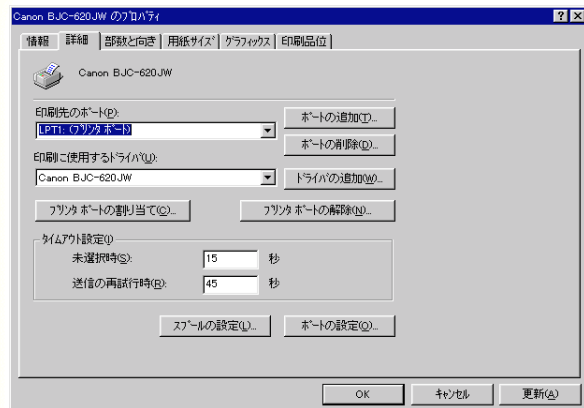 Canon BJC-620JW のプロパティ
情報 詳細 部数と向き 用紙サイズ グラフィックス 印刷品位
Canon BJC-620JW
印刷先のポート(P):
LPT1: (プリンタ ポート)
ポートの追加(T)...
ポートの削除(D)...
印刷に使用するドライバ(U):
Canon BJC-620JW
ドライバの追加(W)...
プリンタ ポートの割り当て(C)...
プリンタ ポートの解除(N)...
タイムアウト設定(I)
未選択時(S): 15 秒
送信の再試行時(R): 45 秒
スプールの設定(L)...
ポートの設定(O)...
OK キャンセル 更新(A)